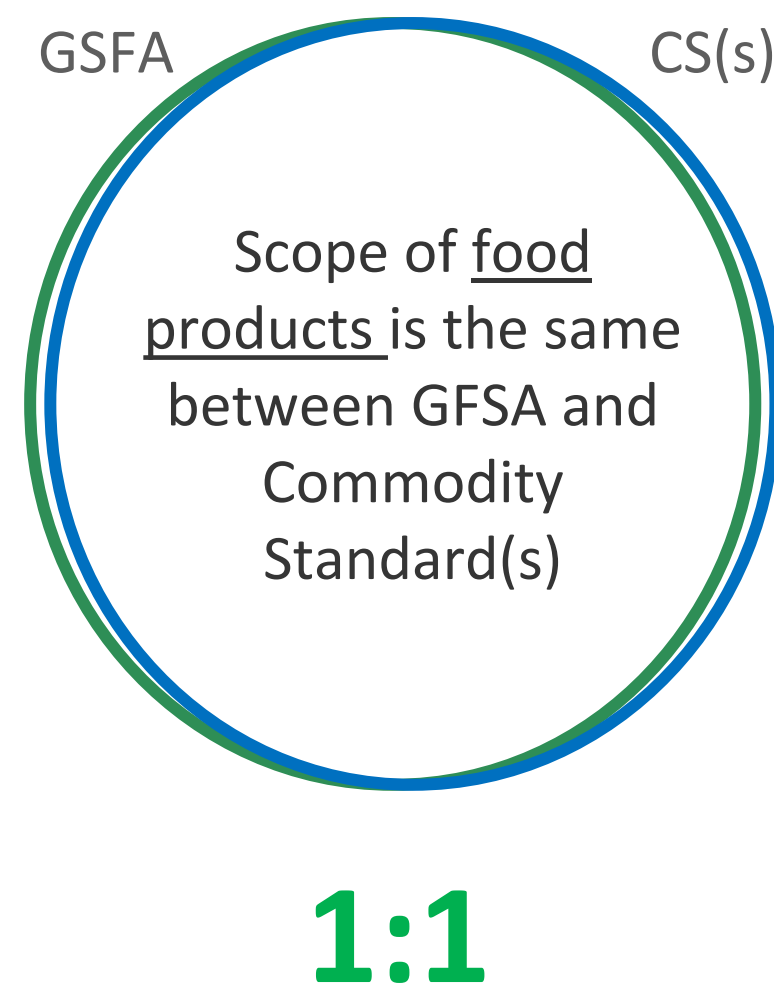 GSFA
CS(s)
Scope of food
products is the same
between GFSA and
Commodity
Standard(s)
1:1